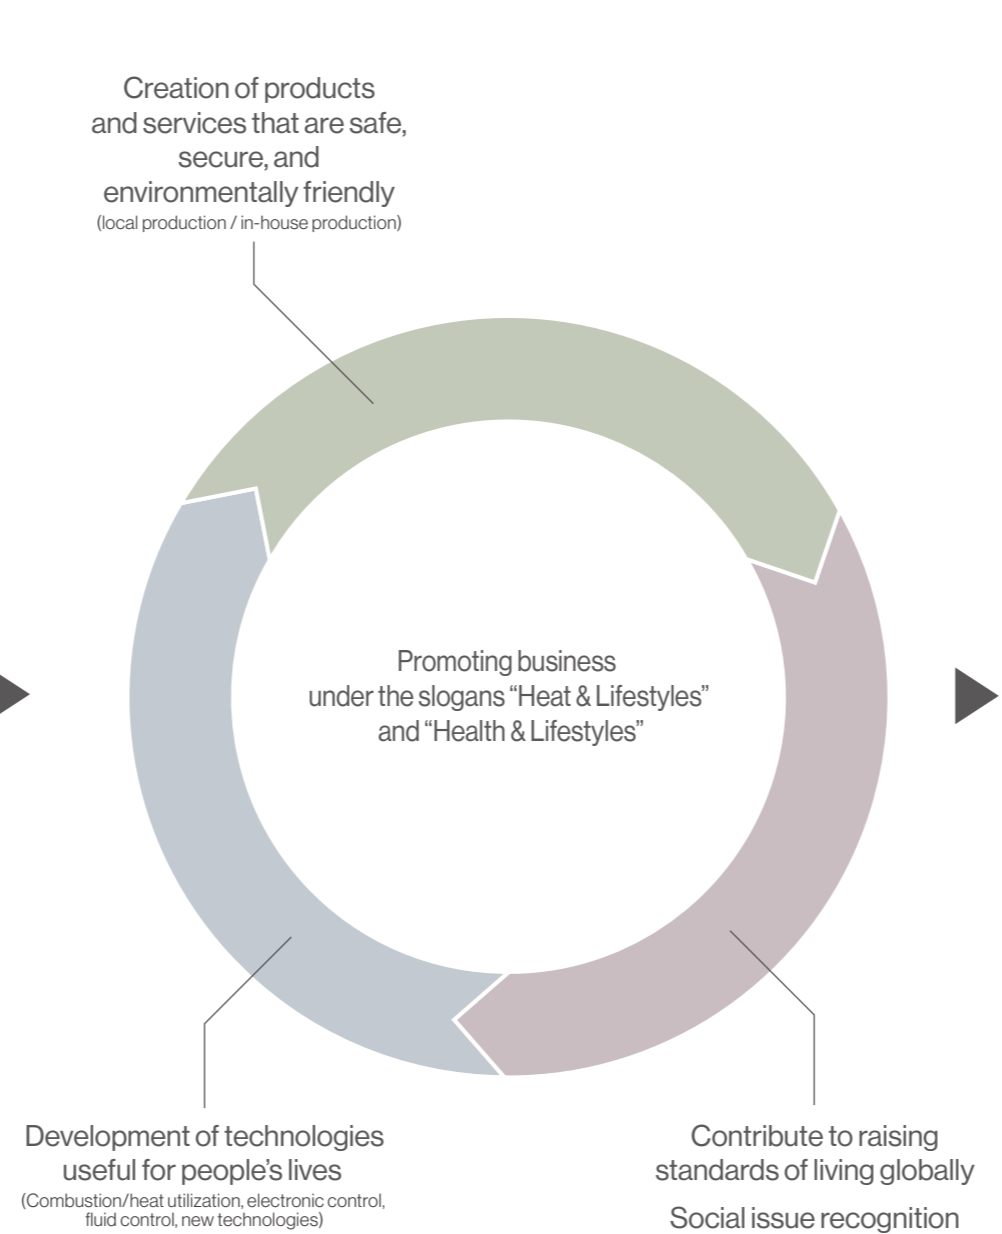 Creation of products
and services that are safe,
secure, and
environmentally friendly
(local production / in-house production)
Promoting business
under the slogans “Heat & Lifestyles”
and “Health & Lifestyles”
Development of technologies
useful for people’s lives
(Combustion/heat utilization, electronic control,
fluid control, new technologies)
Contribute to raising
standards of living globally
Social issue recognition